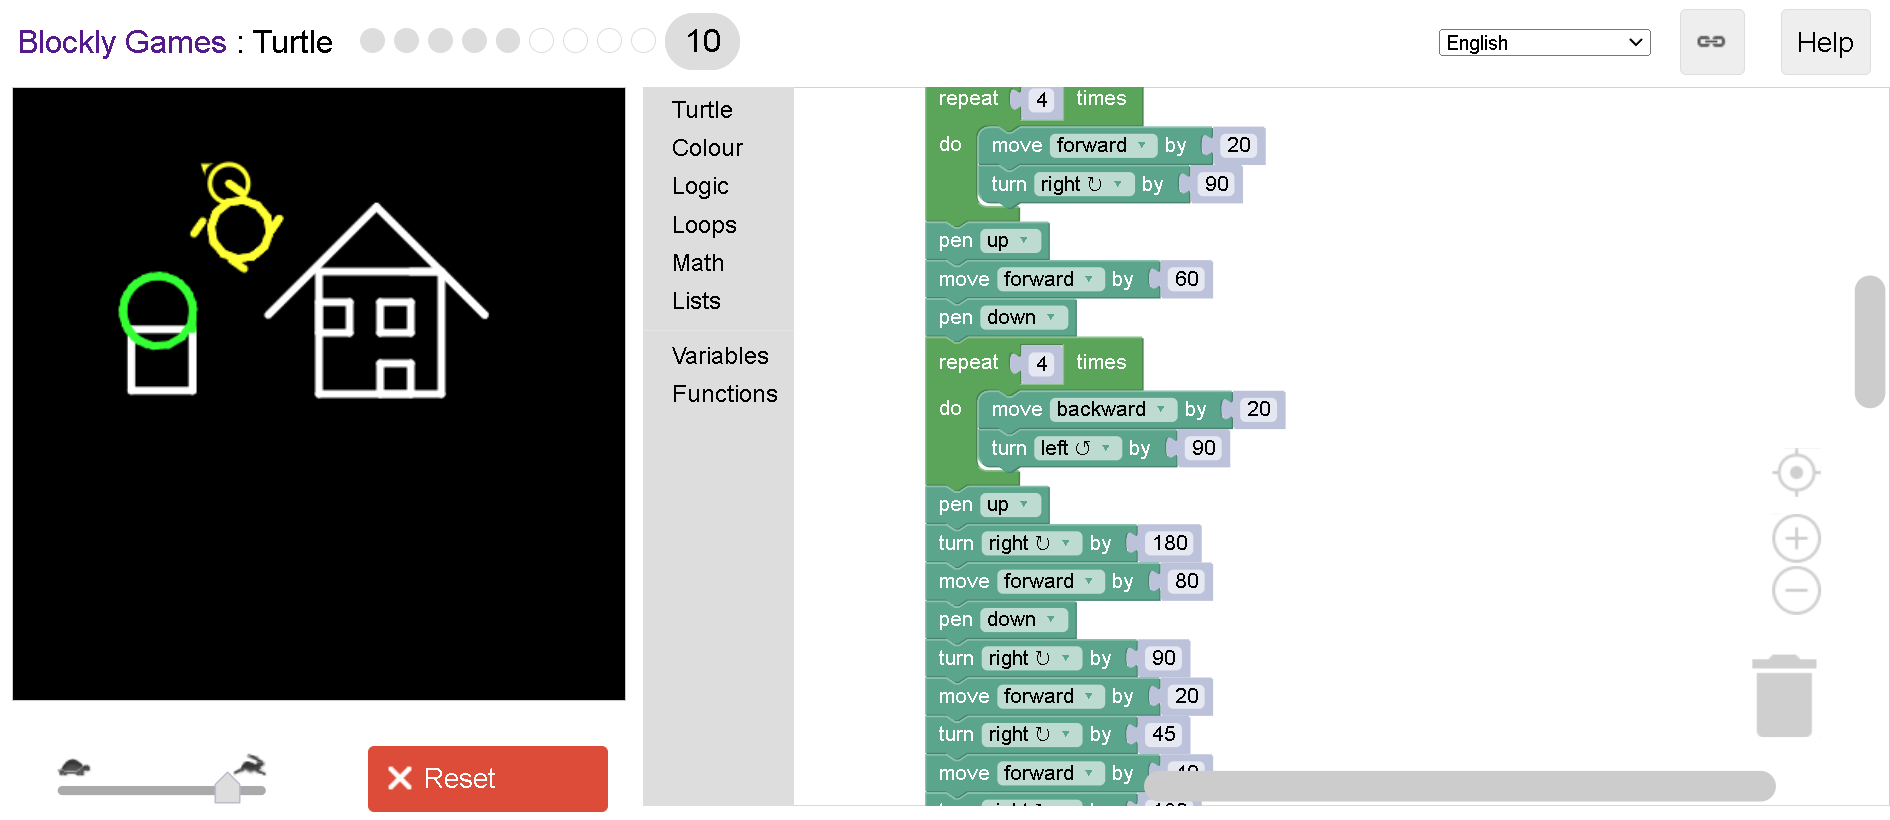 Blockly Games : Turtle
10
English
Help
Turtle
Colour
Logic
Loops
Math
Lists
Variables
Functions
repeat 4 times
do move forward by 20
turn right ↻ by 90
pen up
move forward by 60
pen down
repeat 4 times
do move backward by 20
turn left ↺ by 90
pen up
turn right ↻ by 180
move forward by 80
pen down
turn right ↻ by 90
move forward by 20
turn right ↻ by 45
move forward by
Reset